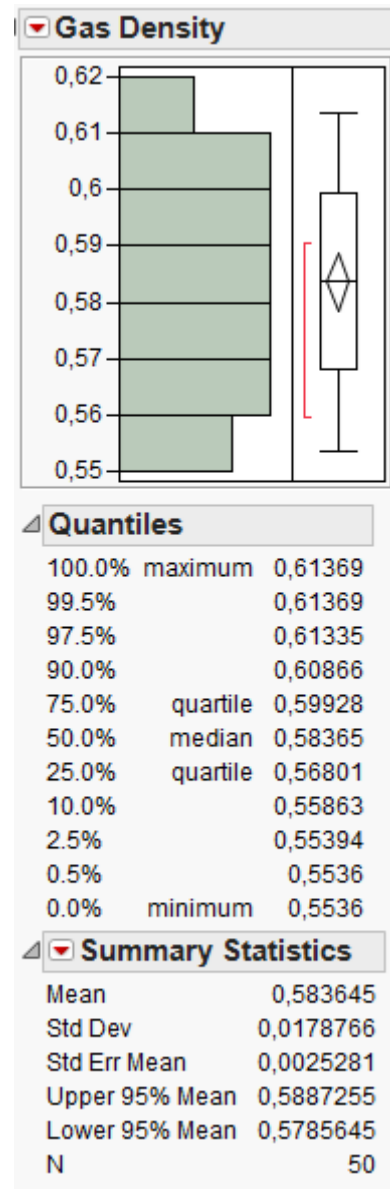 Gas Density
0,62
0,61
0,6
0,59
0,58
0,57
0,56
0,55
Quantiles
100.0% maximum 0,61369
99.5% 0,61369
97.5% 0,61335
90.0% 0,60866
75.0% quartile 0,59928
50.0% median 0,58365
25.0% quartile 0,56801
10.0% 0,55863
2.5% 0,55394
0.5% 0,5536
0.0% minimum 0,5536
Summary Statistics
Mean 0,583645
Std Dev 0,0178766
Std Err Mean 0,0025281
Upper 95% Mean 0,5887255
Lower 95% Mean 0,5785645
N 50